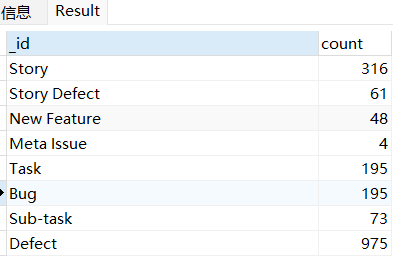 信息 Result
_id count
Story 316
Story Defect 61
New Feature 48
Meta Issue 4
Task 195
Bug 195
Sub-task 73
Defect 975